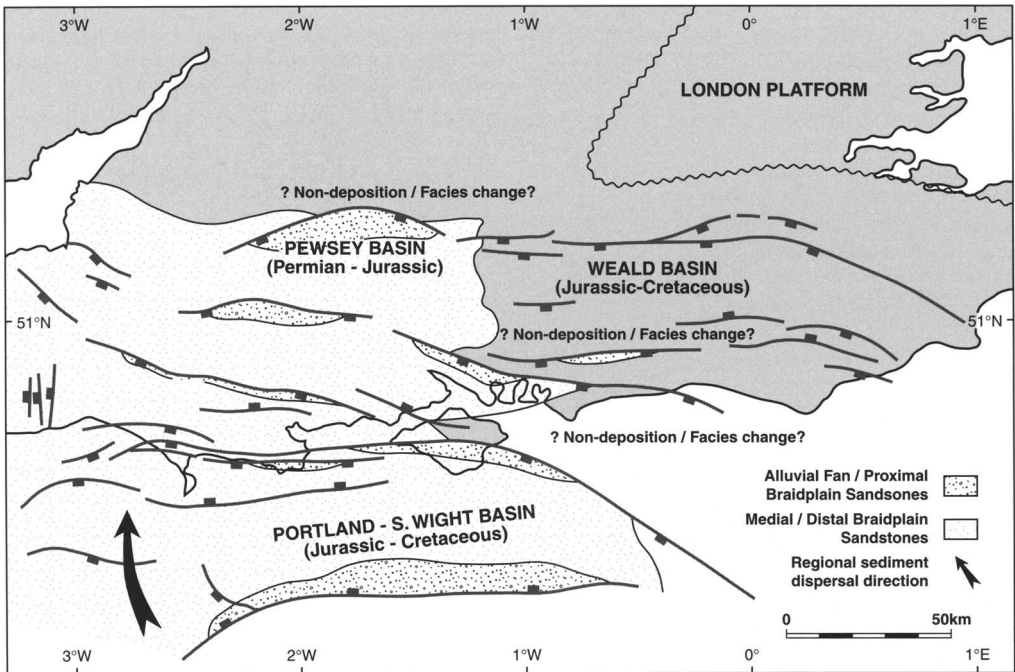 3°W 2°W 1°W 0° 1°E
LONDON PLATFORM
? Non-deposition / Facies change?
PEWSEY BASIN
(Permian - Jurassic)
WEALD BASIN
(Jurassic-Cretaceous)
51°N 51°N
? Non-deposition / Facies change?
? Non-deposition / Facies change?
Alluvial Fan / Proximal
Braidplain Sandsones
Medial / Distal Braidplain
Sandstones
Regional sediment
dispersal direction
PORTLAND - S. WIGHT BASIN
(Jurassic - Cretaceous)
0 50km
3°W 2°W 1°W 0° 1°E